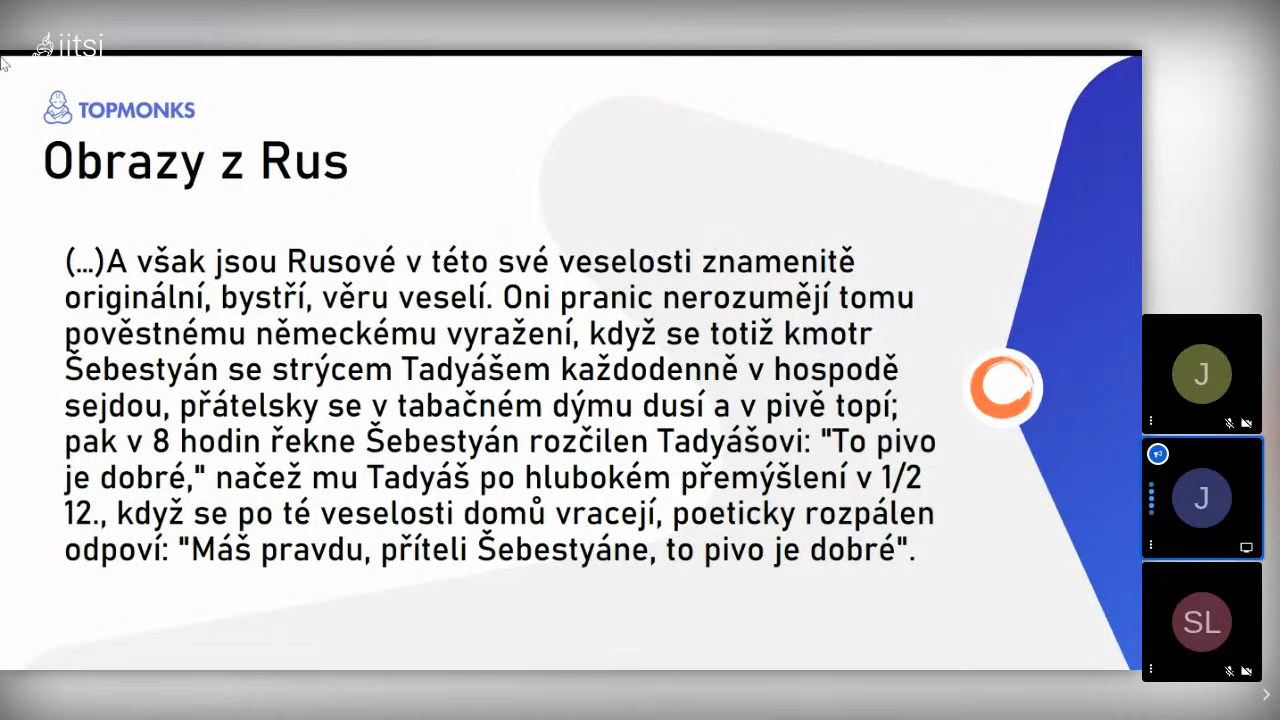 jitsi
TOPMONKS
Obrazy z Rus
(...)A však jsou Rusové v této své veselosti znamenitě
originální, bystří, věru veselí. Oni pranic nerozumějí tomu
pověstnému německému vyražení, když se totiž kmotr
Šebestyán se strýcem Tadyášem každodenně v hospodě
sejdou, přátelsky se v tabačném dýmu dusí a v pivě topí;
pak v 8 hodin řekne Šebestyán rozčilen Tadyášovi: "To pivo
je dobré," načež mu Tadyáš po hlubokém přemýšlení v 1/2
12., když se po té veselosti domů vracejí, poeticky rozpálen
odpoví: "Máš pravdu, příteli Šebestyáne, to pivo je dobré".
J
J
SL